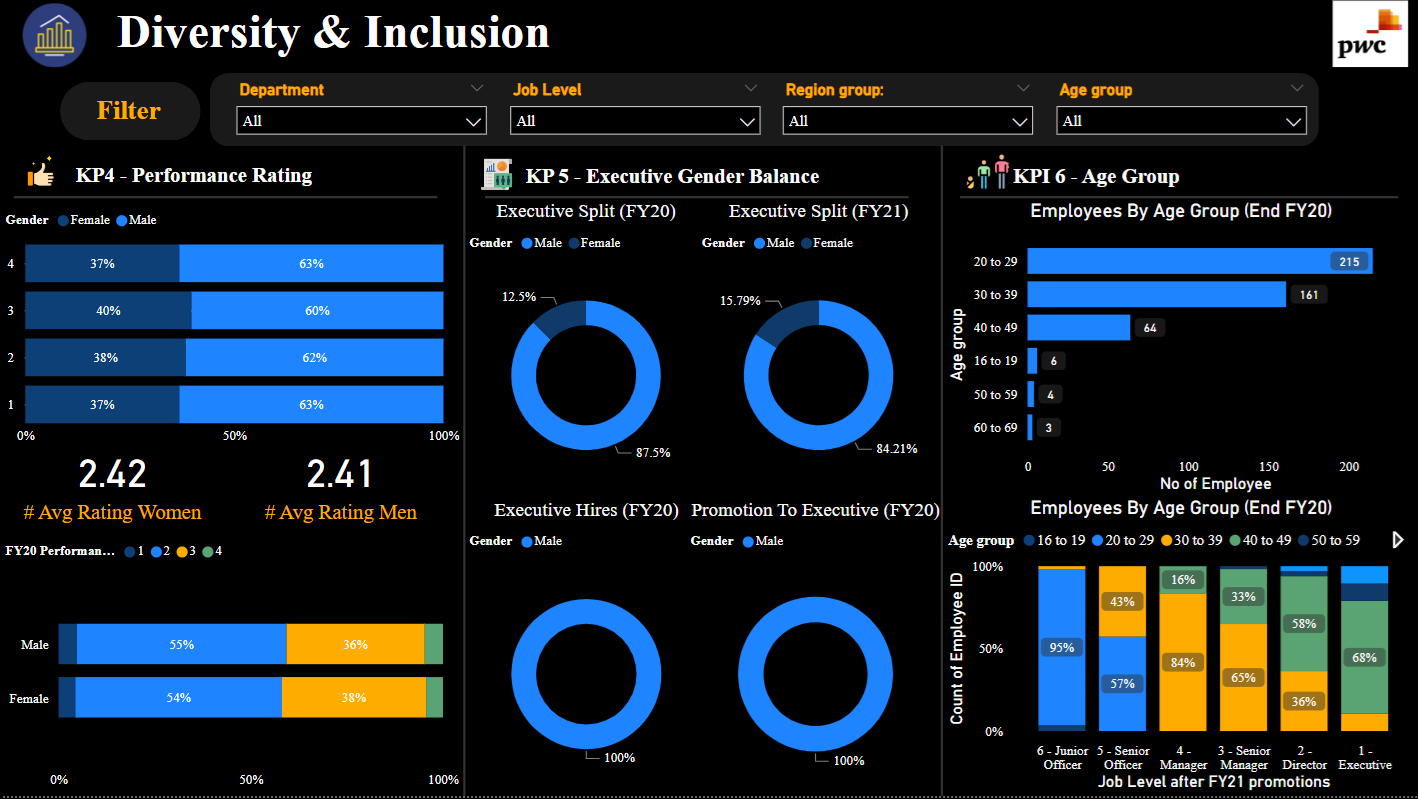 Diversity & Inclusion
pwc
Filter
Department
All
Job Level
All
Region group:
All
Age group
All
KP4 - Performance Rating
Gender Female Male
4 37% 63%
3 40% 60%
2 38% 62%
1 37% 63%
0% 50% 100%
2.42
# Avg Rating Women
2.41
# Avg Rating Men
FY20 Performan... 1 2 3 4
Male 55% 36%
Female 54% 38%
0% 50% 100%
KP 5 - Executive Gender Balance
Executive Split (FY20)
Gender Male Female
12.5%
87.5%
Executive Split (FY21)
Gender Male Female
15.79%
84.21%
Executive Hires (FY20)
Gender Male
100%
Promotion To Executive (FY20)
Gender Male
100%
KPI 6 - Age Group
Employees By Age Group (End FY20)
Age group
20 to 29 215
30 to 39 161
40 to 49 64
16 to 19 6
50 to 59 4
60 to 69 3
0 50 100 150 200
No of Employee
Employees By Age Group (End FY20)
Age group 16 to 19 20 to 29 30 to 39 40 to 49 50 to 59
Count of Employee ID
100%
50%
0%
95%
43%
57%
16%
84%
33%
65%
58%
36%
68%
6 - Junior
Officer
5 - Senior
Officer
4 -
Manager
3 - Senior
Manager
2 -
Director
1 -
Executive
Job Level after FY21 promotions